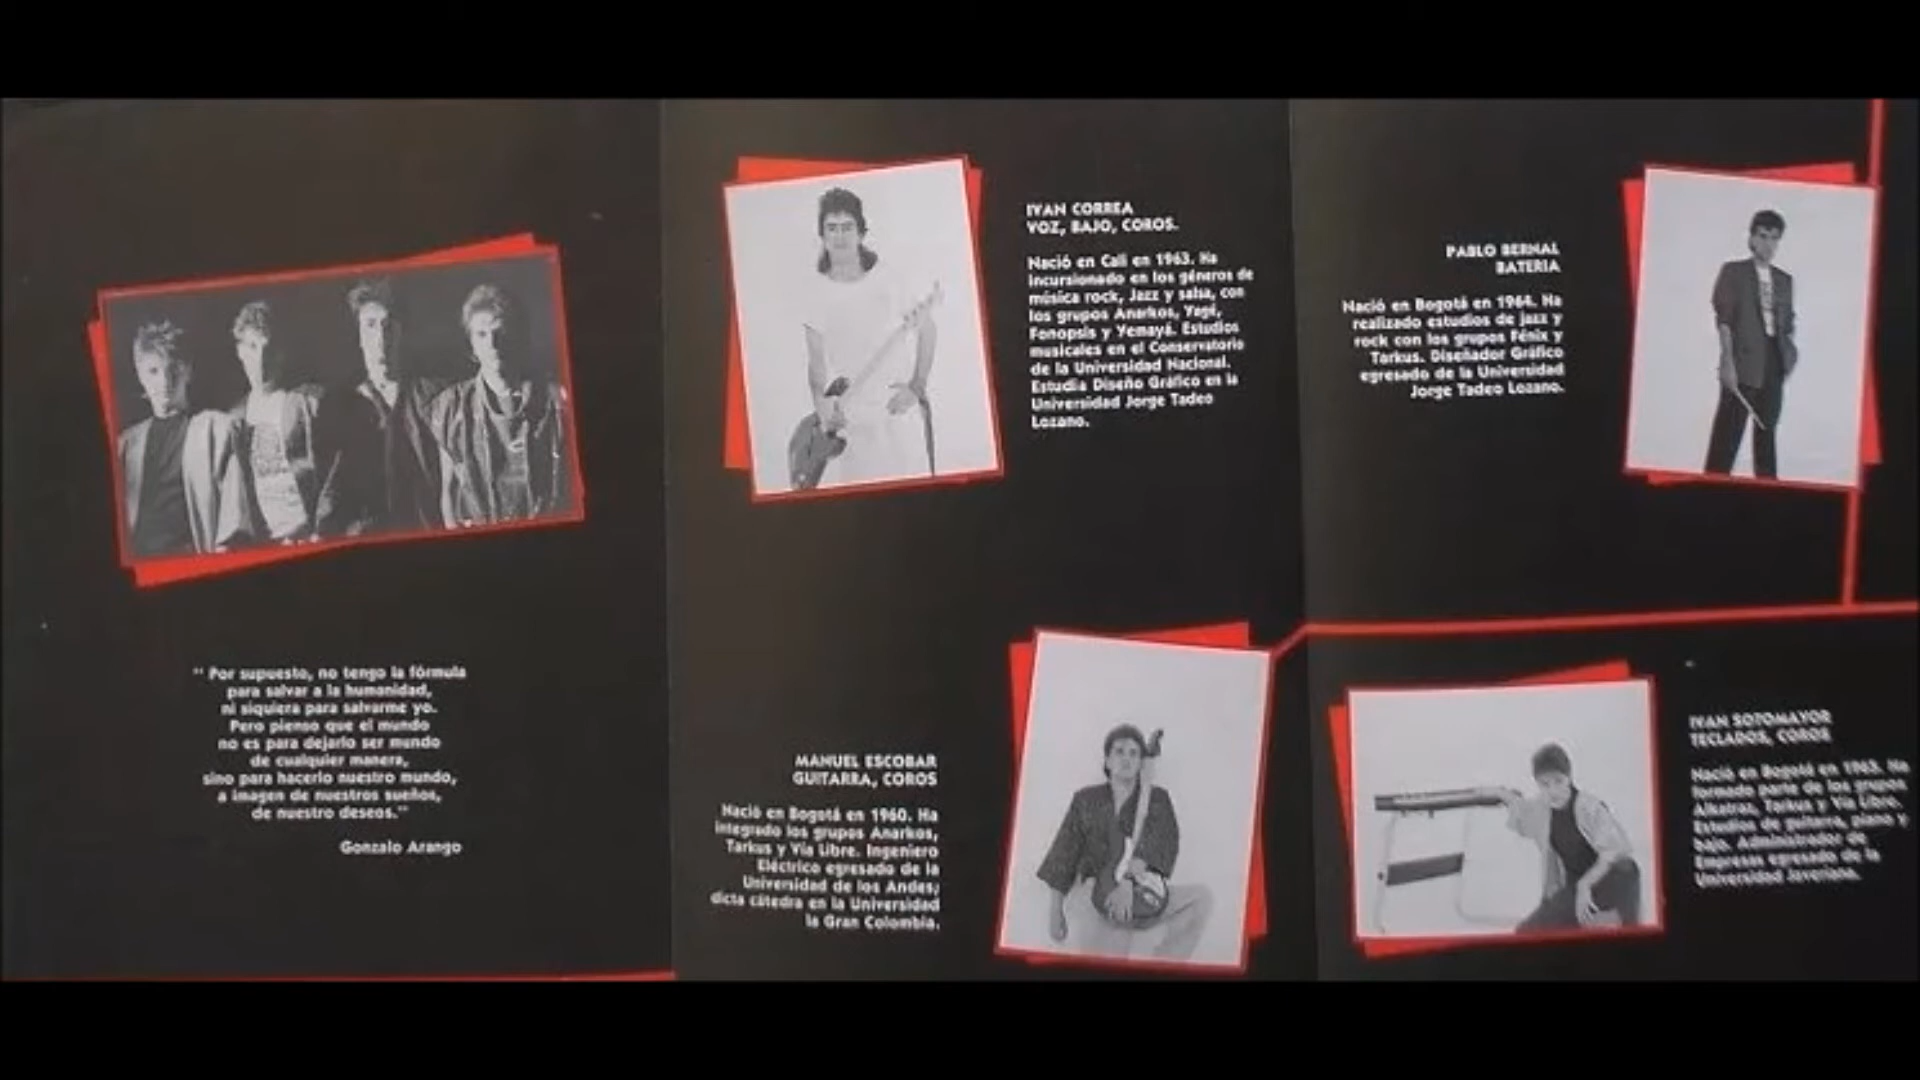 " Por supuesto, no tengo la fórmula
para salvar a la humanidad,
ni siquiera para salvarme yo.
Pero pienso que el mundo
no es para dejarlo ser mundo
de cualquier manera,
sino para hacerlo nuestro mundo,
a imagen de nuestros sueños,
de nuestro deseos."
Gonzalo Arango
IVAN CORREA
VOZ, BAJO, COROS.
Nació en Cali en 1963. Ha
incursionado en los géneros de
música rock, Jazz y salsa, con
los grupos Anarkos, Yagé,
Fonopsis y Yemayá. Estudios
musicales en el Conservatorio
de la Universidad Nacional.
Estudia Diseño Gráfico en la
Universidad Jorge Tadeo
Lozano.
MANUEL ESCOBAR
GUITARRA, COROS
Nació en Bogotá en 1960. Ha
integrado los grupos Anarkos,
Tarkus y Vía Libre. Ingeniero
Eléctrico egresado de la
Universidad de los Andes;
dicta cátedra en la Universidad
la Gran Colombia.
PABLO BERNAL
BATERIA
Nació en Bogotá en 1964. Ha
realizado estudios de jazz y
rock con los grupos Fénix y
Tarkus. Diseñador Gráfico
egresado de la Universidad
Jorge Tadeo Lozano.
IVAN SOTOMAYOR
TECLADOS, COROS
Nació en Bogotá en 1963. Ha
formado parte de los grupos
Alkatraz, Tarkus y Vía Libre.
Estudios de guitarra, piano y
bajo. Administrador de
Empresas egresado de la
Universidad Javeriana.